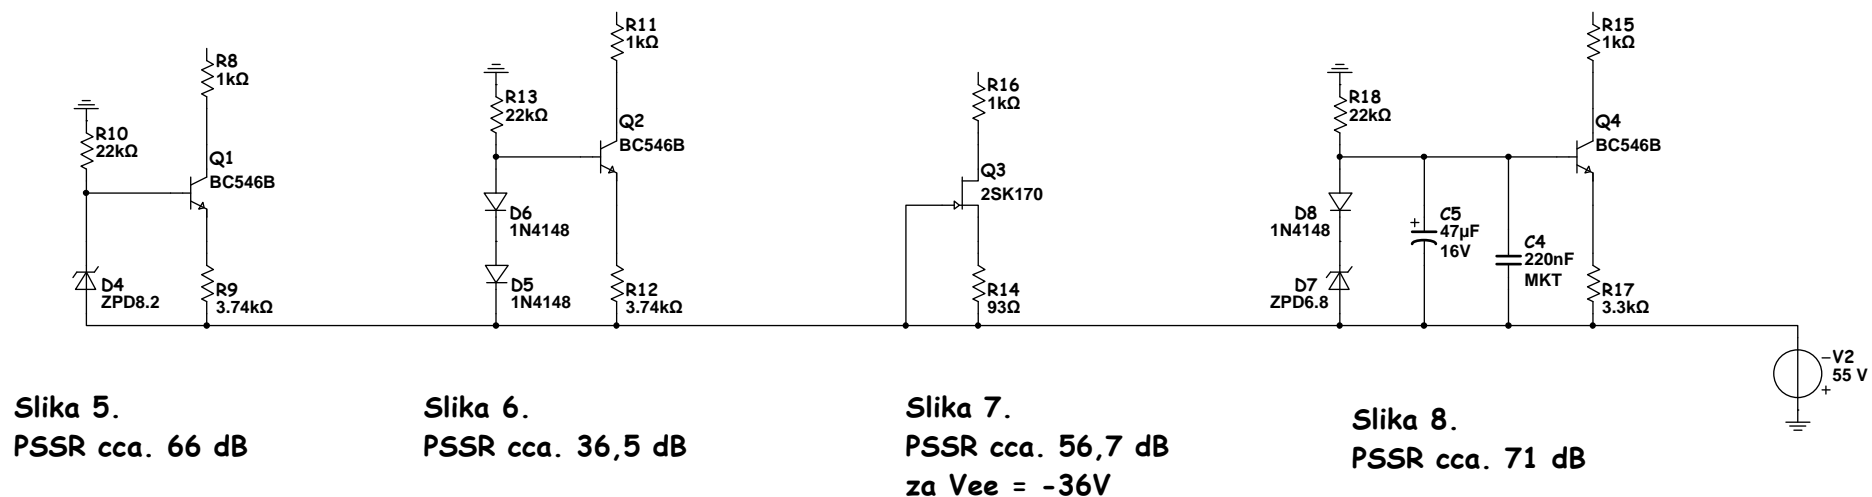 R8
1kΩ
R10
22kΩ
Q1
BC546B
D4
ZPD8.2
R9
3.74kΩ
R11
1kΩ
R13
22kΩ
Q2
BC546B
D6
1N4148
D5
1N4148
R12
3.74kΩ
R16
1kΩ
Q3
2SK170
R14
93Ω
R15
1kΩ
R18
22kΩ
Q4
BC546B
D8
1N4148
+
C5
47µF
16V
C4
220nF
MKT
D7
ZPD6.8
R17
3.3kΩ
−V2
55 V
+
Slika 5.
PSSR cca. 66 dB
Slika 6.
PSSR cca. 36,5 dB
Slika 7.
PSSR cca. 56,7 dB
za Vee = -36V
Slika 8.
PSSR cca. 71 dB